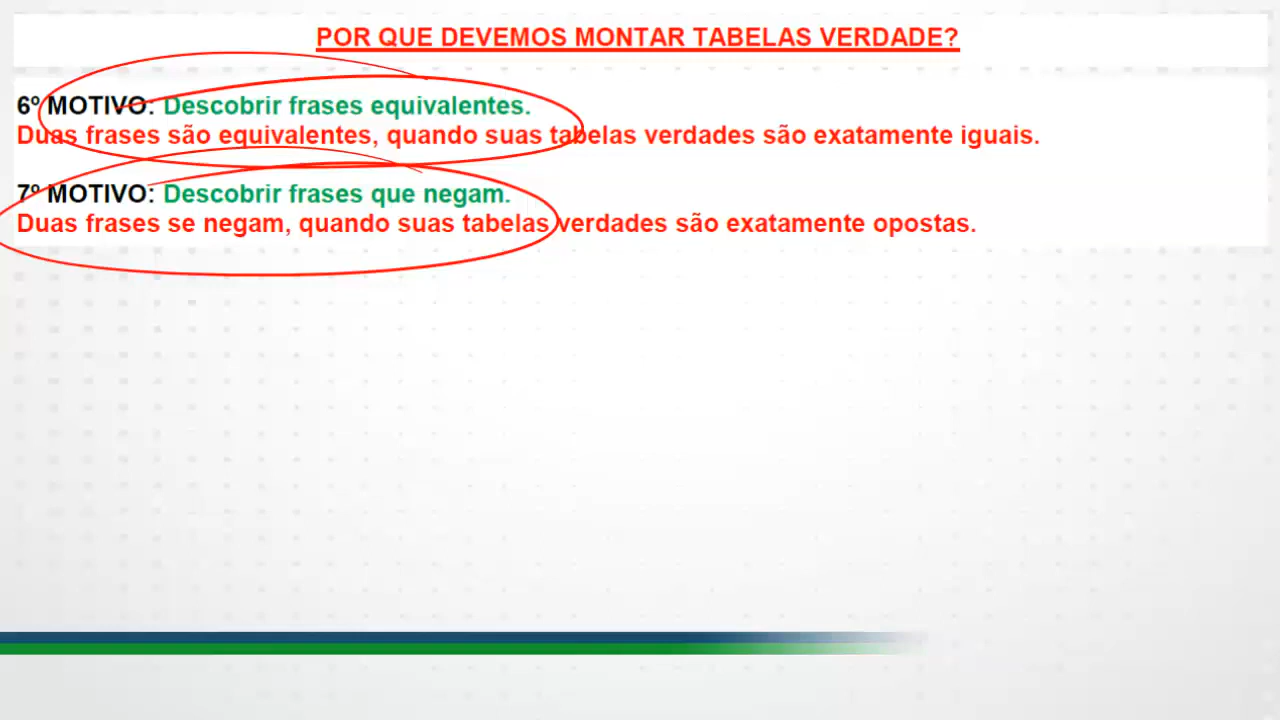 POR QUE DEVEMOS MONTAR TABELAS VERDADE?
6º MOTIVO: Descobrir frases equivalentes.
Duas frases são equivalentes, quando suas tabelas verdades são exatamente iguais.
7º MOTIVO: Descobrir frases que negam.
Duas frases se negam, quando suas tabelas verdades são exatamente opostas.